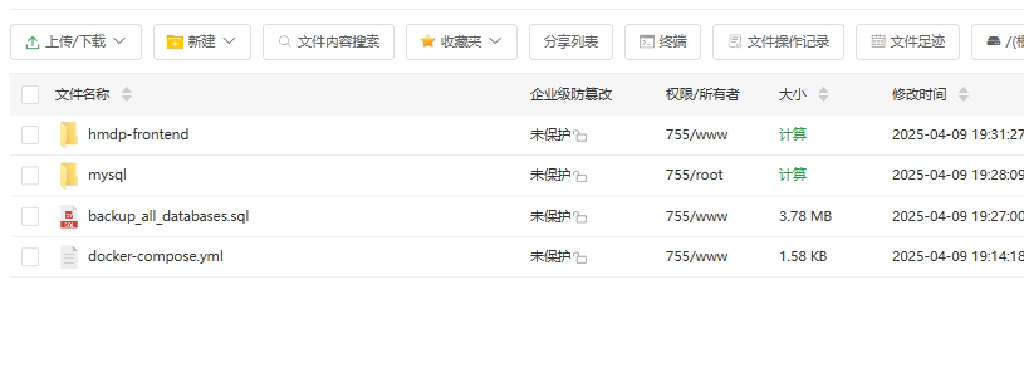 上传/下载 新建 文件内容搜索 收藏夹 分享列表 终端 文件操作记录 文件足迹
文件名称 企业级防篡改 权限/所有者 大小 修改时间
hmdp-frontend 未保护 755/www 计算 2025-04-09 19:31:27
mysql 未保护 755/root 计算 2025-04-09 19:28:09
backup_all_databases.sql 未保护 755/www 3.78 MB 2025-04-09 19:27:00
docker-compose.yml 未保护 755/www 1.58 KB 2025-04-09 19:14:18